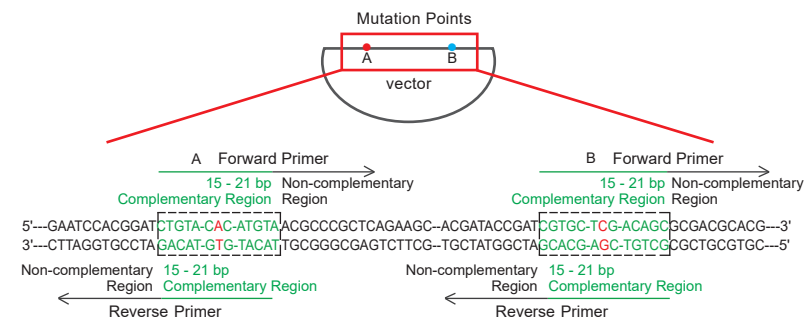 Mutation Points
A B
vector
A Forward Primer
15 - 21 bp Non-complementary
Complementary Region Region
B Forward Primer
15 - 21 bp Non-complementary
Complementary Region Region
5'---GAATCCACGGATCTGTA-CAC-ATGTAACGCCCGCTCAGAAGC--ACGATACCGATCGTGC-TCG-ACAGCGCGACGCACG---3'
3'---CTTAGGTGCCTAGACAT-GTG-TACATTGCGGGCGAGTCTTCG--TGCTATGGCTAGCACG-AGC-TGTCGCGCTGCGTGC---5'
Non-complementary 15 - 21 bp
Region Complementary Region
Reverse Primer
Non-complementary 15 - 21 bp
Region Complementary Region
Reverse Primer